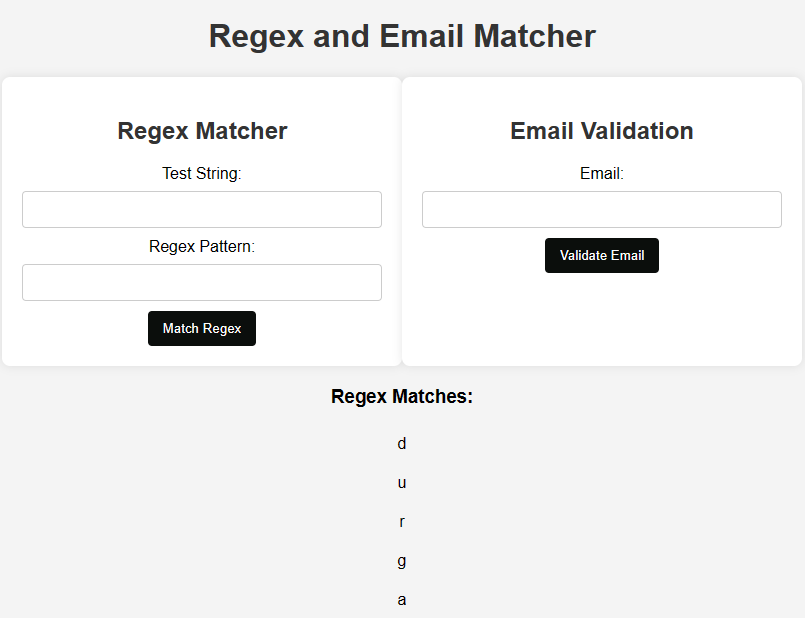 Regex and Email Matcher
Regex Matcher
Test String:
Regex Pattern:
Match Regex
Email Validation
Email:
Validate Email
Regex Matches:
d
u
r
g
a